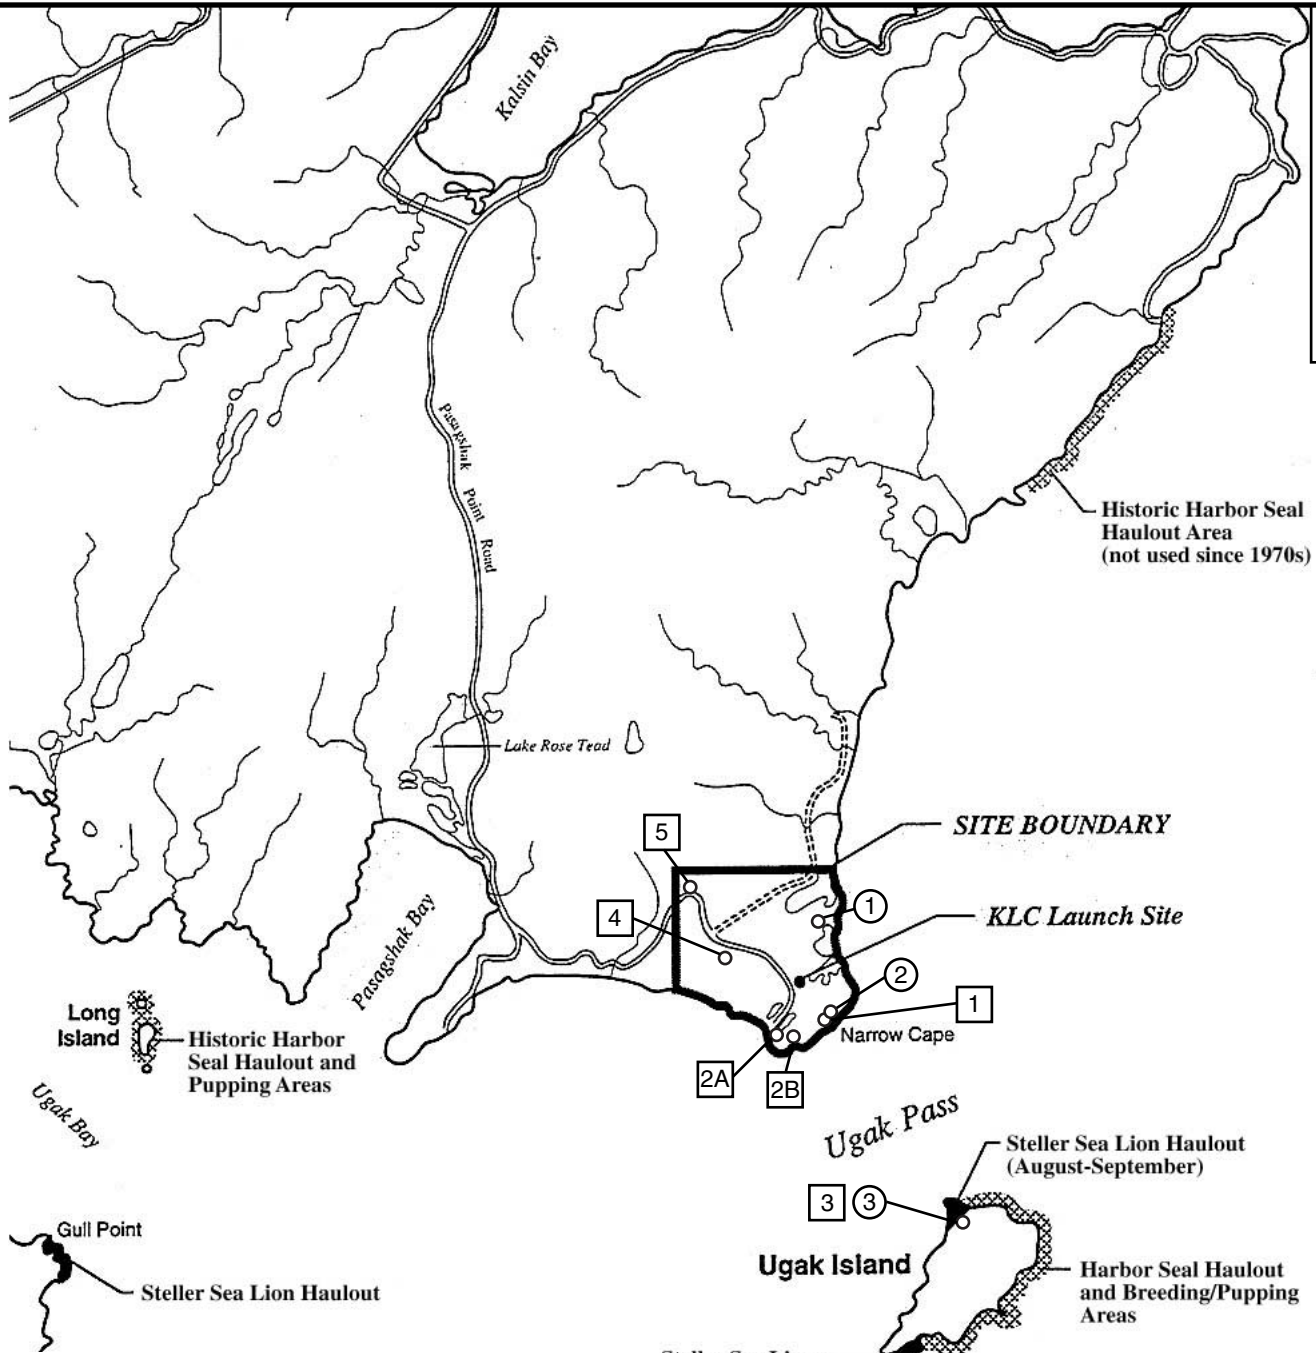 Kalsin Bay
Pasagshak Point Road
Historic Harbor Seal
Haulout Area
(not used since 1970s)
Lake Rose Tead
5
SITE BOUNDARY
4
1
KLC Launch Site
Pasagshak Bay
2
1
Long
Island
Historic Harbor
Seal Haulout and
Pupping Areas
Narrow Cape
2A
2B
Ugak Bay
Ugak Pass
Steller Sea Lion Haulout
(August-September)
3
3
Gull Point
Ugak Island
Steller Sea Lion Haulout
Harbor Seal Haulout
and Breeding/Pupping
Areas